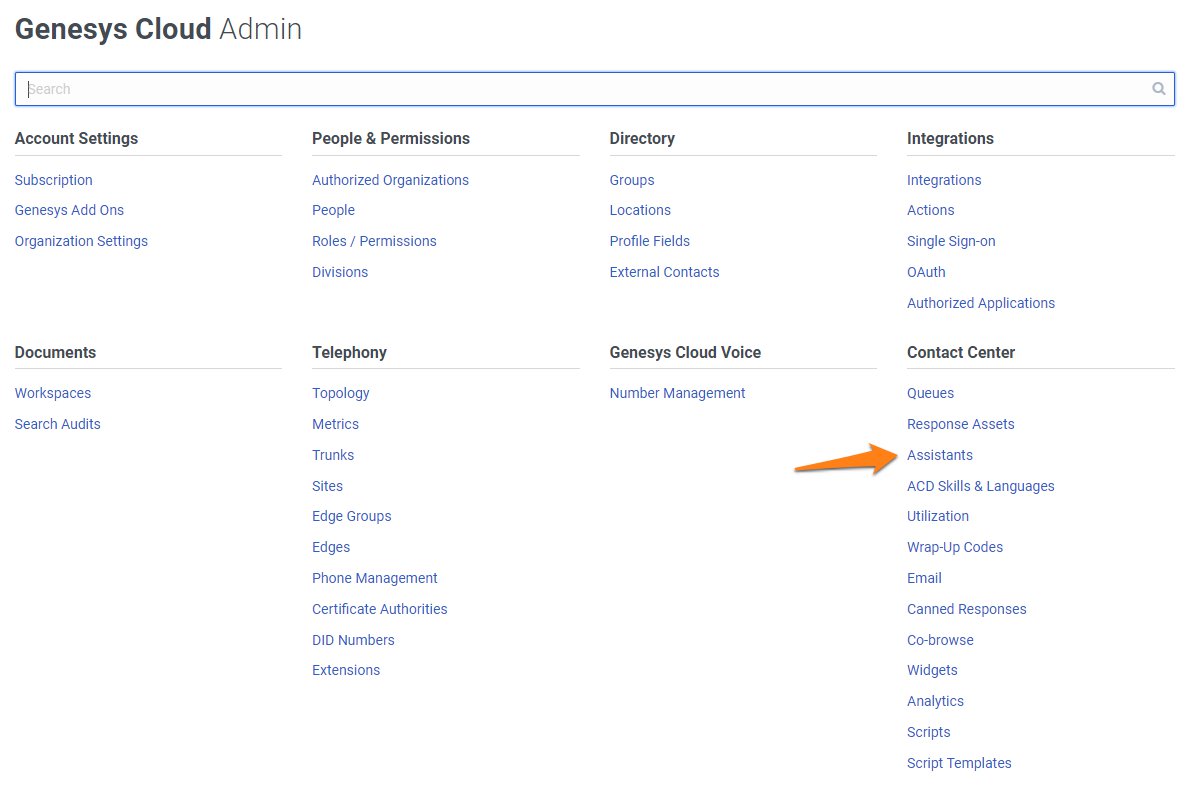 Genesys Cloud Admin
Search
Account Settings
Subscription
Genesys Add Ons
Organization Settings
People & Permissions
Authorized Organizations
People
Roles / Permissions
Divisions
Directory
Groups
Locations
Profile Fields
External Contacts
Integrations
Integrations
Actions
Single Sign-on
OAuth
Authorized Applications
Documents
Workspaces
Search Audits
Telephony
Topology
Metrics
Trunks
Sites
Edge Groups
Edges
Phone Management
Certificate Authorities
DID Numbers
Extensions
Genesys Cloud Voice
Number Management
Contact Center
Queues
Response Assets
Assistants
ACD Skills & Languages
Utilization
Wrap-Up Codes
Email
Canned Responses
Co-browse
Widgets
Analytics
Scripts
Script Templates